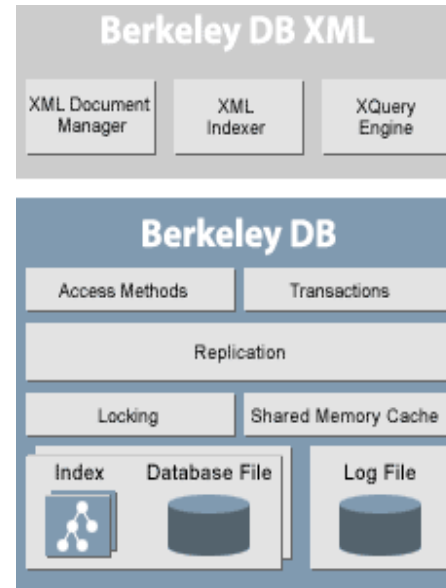 Berkeley DB XML
XML Document
Manager
XML
Indexer
XQuery
Engine
Berkeley DB
Access Methods
Transactions
Replication
Locking
Shared Memory Cache
Index
Database File
Log File